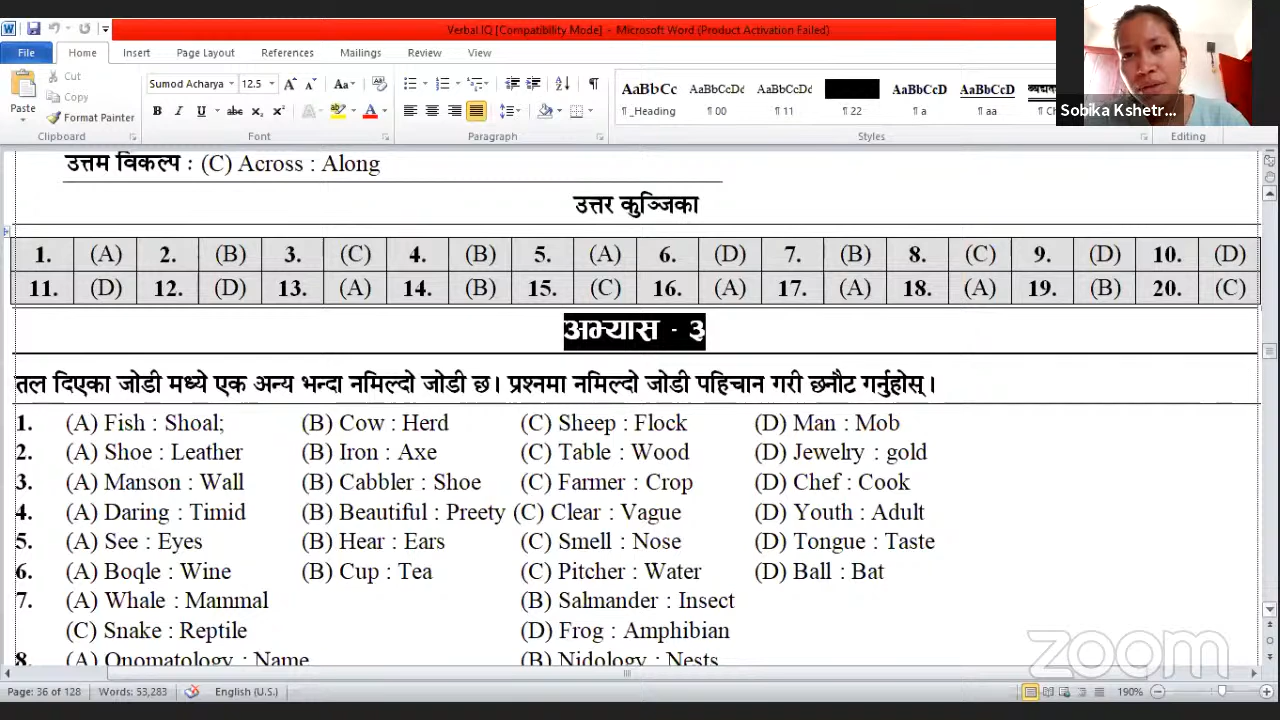 Verbal IQ [Compatibility Mode] - Microsoft Word (Product Activation Failed)
File Home Insert Page Layout References Mailings Review View
Cut
Copy
Paste
Format Painter
Sumod Acharya 12.5
AaBbCc AaBbCcDc AaBbCcDc AaBbCcD AaBbCcD
¶ _Heading ¶ 00 ¶ 11 ¶ 22 ¶ a ¶ aa
Clipboard Font Paragraph Styles Editing
Sobika Kshetr...
उत्तम विकल्प : (C) Across : Along
उत्तर कुञ्जिका
1. (A) 2. (B) 3. (C) 4. (B) 5. (A) 6. (D) 7. (B) 8. (C) 9. (D) 10. (D)
11. (D) 12. (D) 13. (A) 14. (B) 15. (C) 16. (A) 17. (A) 18. (A) 19. (B) 20. (C)
अभ्यास - ३
तल दिएका जोडी मध्ये एक अन्य भन्दा नमिल्दो जोडी छ। प्रश्नमा नमिल्दो जोडी पहिचान गरी छनौट गर्नुहोस्।
1. (A) Fish : Shoal; (B) Cow : Herd (C) Sheep : Flock (D) Man : Mob
2. (A) Shoe : Leather (B) Iron : Axe (C) Table : Wood (D) Jewelry : gold
3. (A) Manson : Wall (B) Cabbler : Shoe (C) Farmer : Crop (D) Chef : Cook
4. (A) Daring : Timid (B) Beautiful : Preety (C) Clear : Vague (D) Youth : Adult
5. (A) See : Eyes (B) Hear : Ears (C) Smell : Nose (D) Tongue : Taste
6. (A) Boqle : Wine (B) Cup : Tea (C) Pitcher : Water (D) Ball : Bat
7. (A) Whale : Mammal (B) Salmander : Insect
(C) Snake : Reptile (D) Frog : Amphibian
8. (A) Onomatology : Name (B) Nidology : Nests
zoom
Page: 36 of 128 Words: 53,283 English (U.S.) 190%